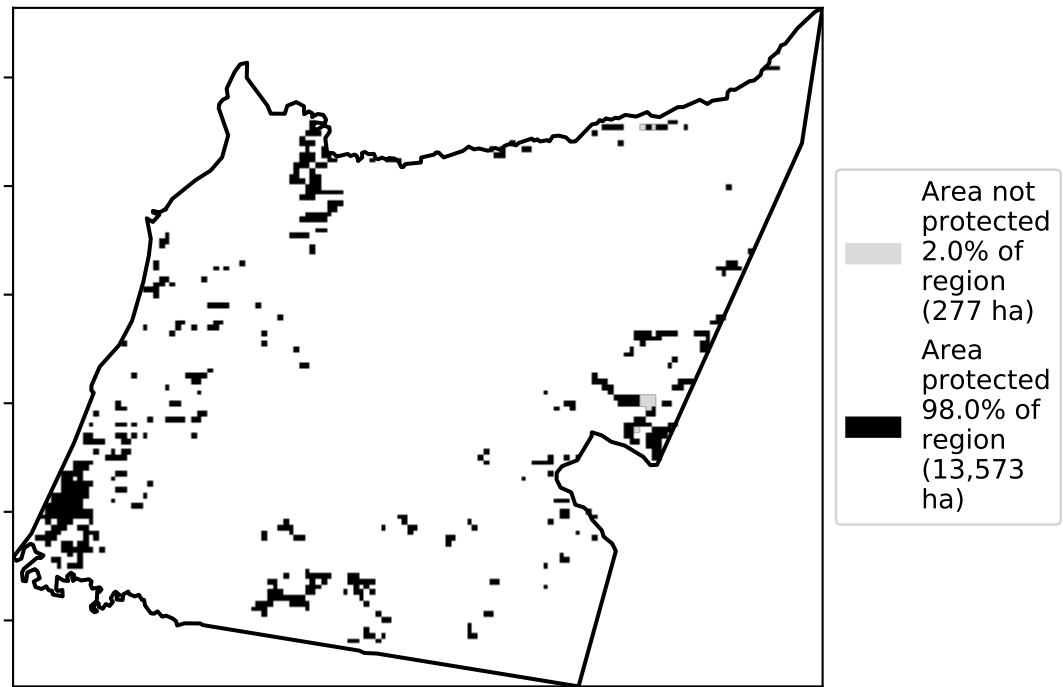 Area not
protected
2.0% of
region
(277 ha)
Area
protected
98.0% of
region
(13,573
ha)